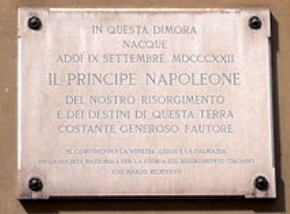 IN QUESTA DIMORA
NACQUE
ADDI IX SETTEMBRE MDCCCXXII
IL PRINCIPE NAPOLEONE
DEL NOSTRO RISORGIMENTO
E DEI DESTINI DI QUESTA TERRA
COSTANTE GENEROSO FAUTORE
IL COMITATO PER LA VENEZIA GIULIA E LA DALMAZIA
DELLA SOCIETÀ NAZIONALE PER LA STORIA DEL RISORGIMENTO ITALIANO
MARZO